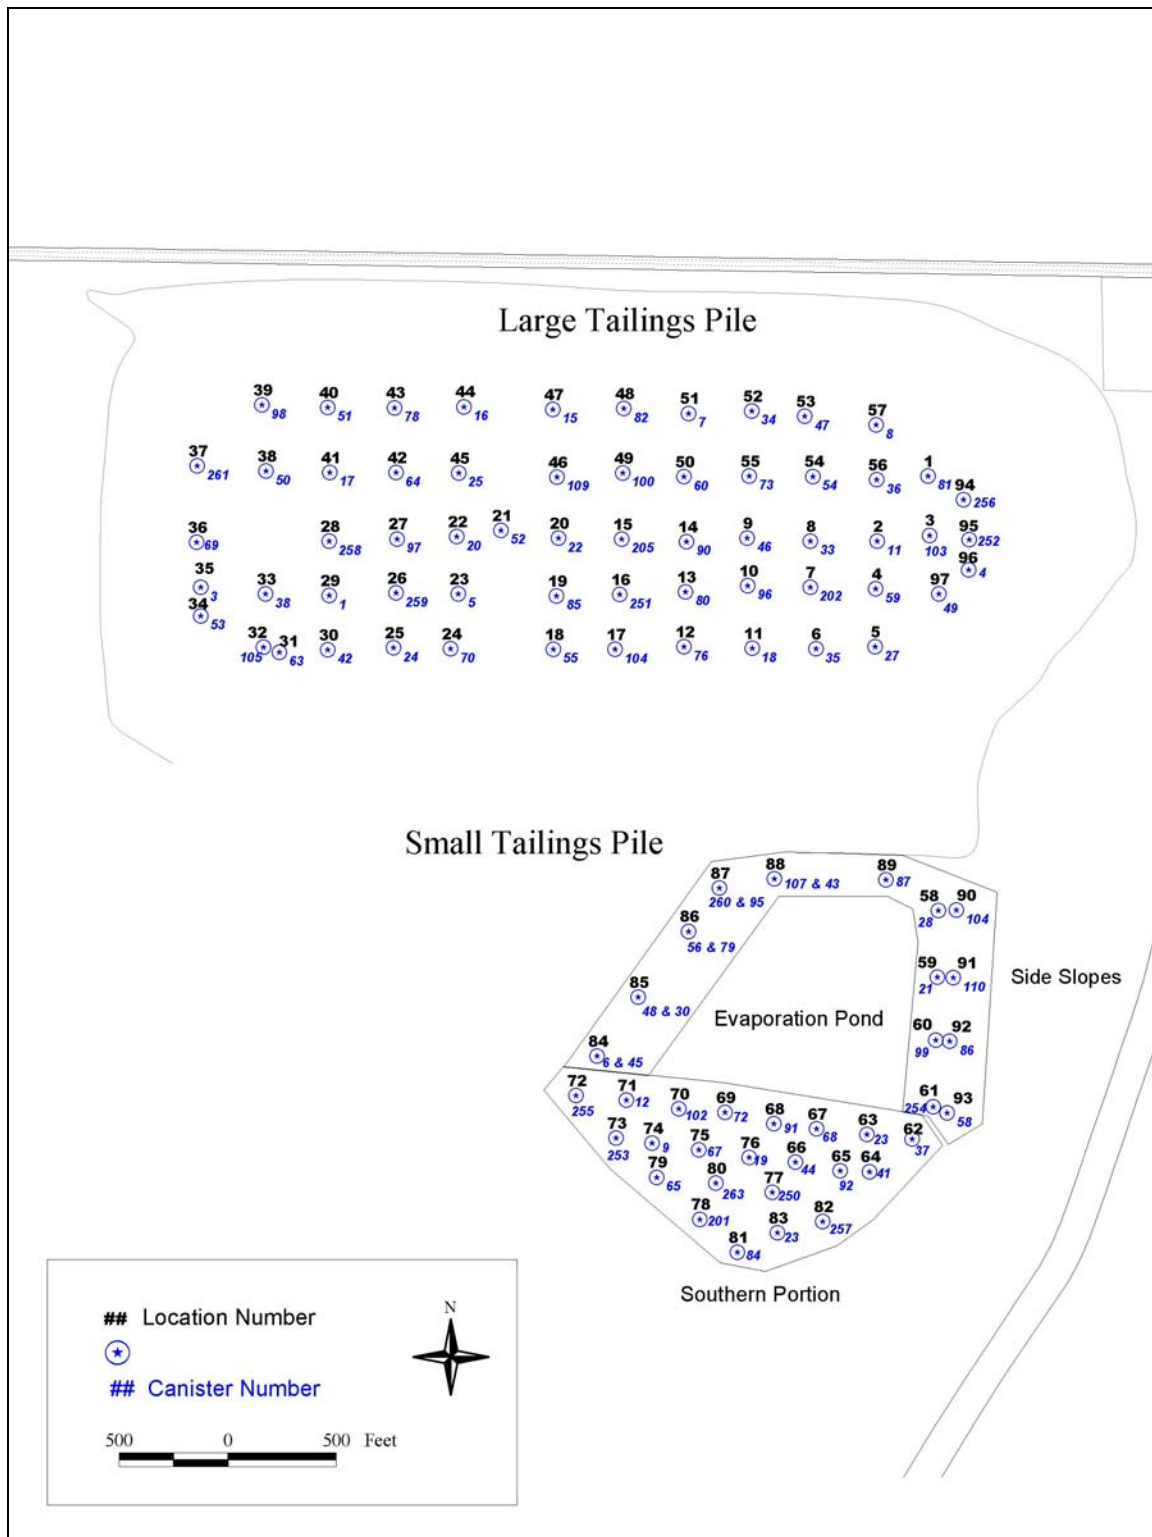 Large Tailings Pile
39 40 43 44 47 48 51 52 53 57
98 51 78 16 15 82 7 34 47 8
37 38 41 42 45 46 49 50 55 54 56 1 94
261 50 17 64 25 109 100 60 73 54 36 81 256
36 28 27 22 21 20 15 14 9 8 2 3 95
69 258 97 20 52 22 205 90 46 33 11 103 252
96
4
35 33 29 26 23 19 16 13 10 7 4 97
3 38 1 259 5 85 251 80 96 202 59 49
34
53
32 31 30 25 24 18 17 12 11 6 5
105 63 42 24 70 55 104 76 18 35 27
Small Tailings Pile
87 88 89
260 & 95 107 & 43 87
58 90
28 104
86
56 & 79
59 91
21 110
Side Slopes
85
48 & 30
Evaporation Pond
60 92
99 86
84
6 & 45
72 71 70 69 68 67 63 62 61 93
255 12 102 72 91 68 23 37 254 58
73 74 75 76 66 65 64
253 9 67 19 44 92 41
79 80 77
65 263 250
78 83 82
201 23 257
81
84
Southern Portion
## Location Number
## Canister Number
N
500 0 500 Feet